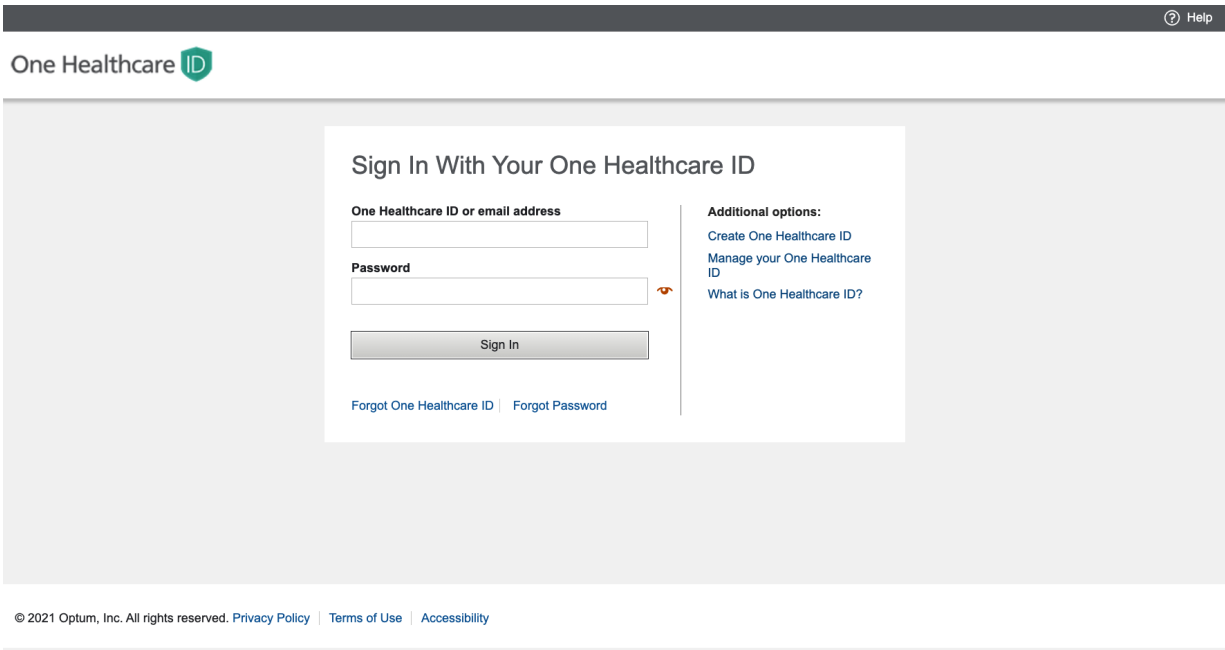 Help
One Healthcare ID
Sign In With Your One Healthcare ID
One Healthcare ID or email address
Password
Sign In
Forgot One Healthcare ID
Forgot Password
Additional options:
Create One Healthcare ID
Manage your One Healthcare
ID
What is One Healthcare ID?
© 2021 Optum, Inc. All rights reserved. Privacy Policy Terms of Use Accessibility